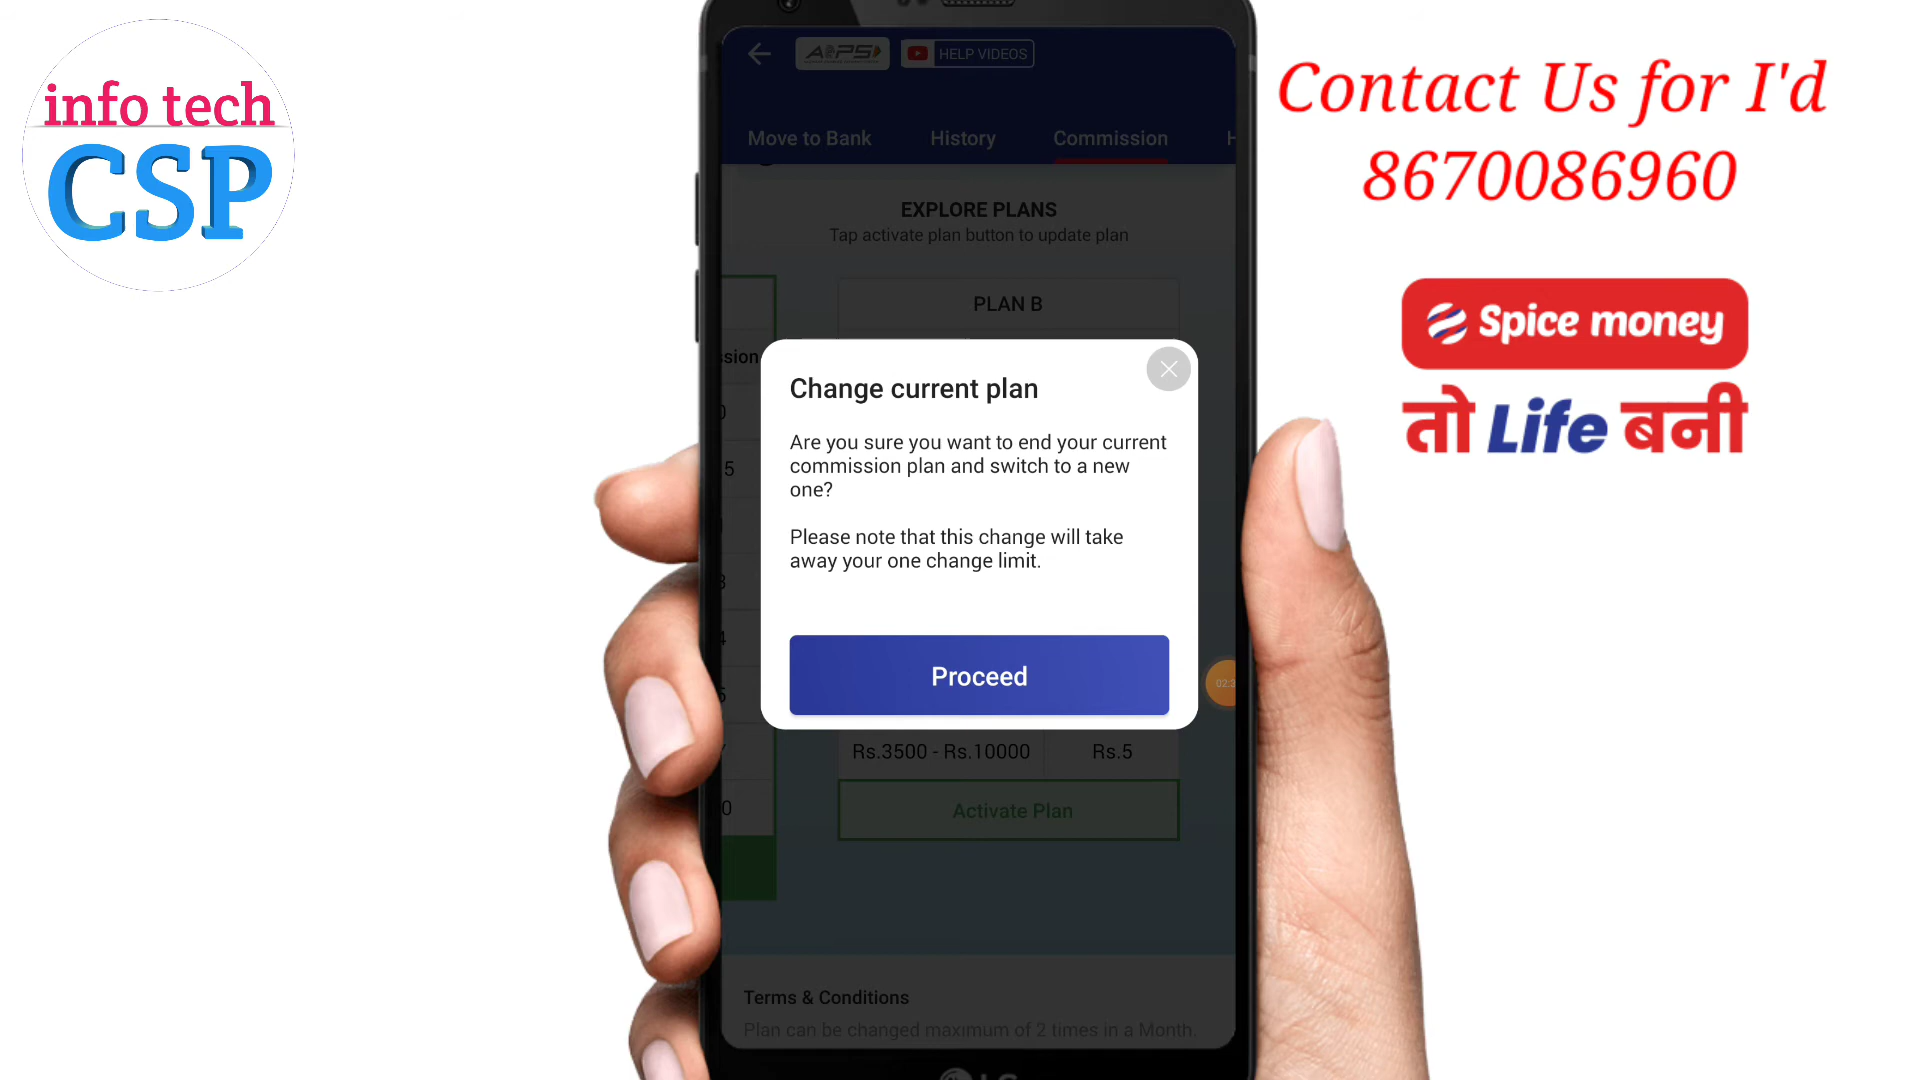 info tech
CSP
AePS
HELP VIDEOS
Move to Bank History Commission H
EXPLORE PLANS
Tap activate plan button to update plan
PLAN B
ssion
Change current plan
Are you sure you want to end your current
commission plan and switch to a new
one?
Please note that this change will take
away your one change limit.
Proceed
Rs.3500 - Rs.10000 Rs.5
Activate Plan
Terms & Conditions
Plan can be changed maximum of 2 times in a Month.
LG
Contact Us for I'd
8670086960
Spice money
तो Life बनी